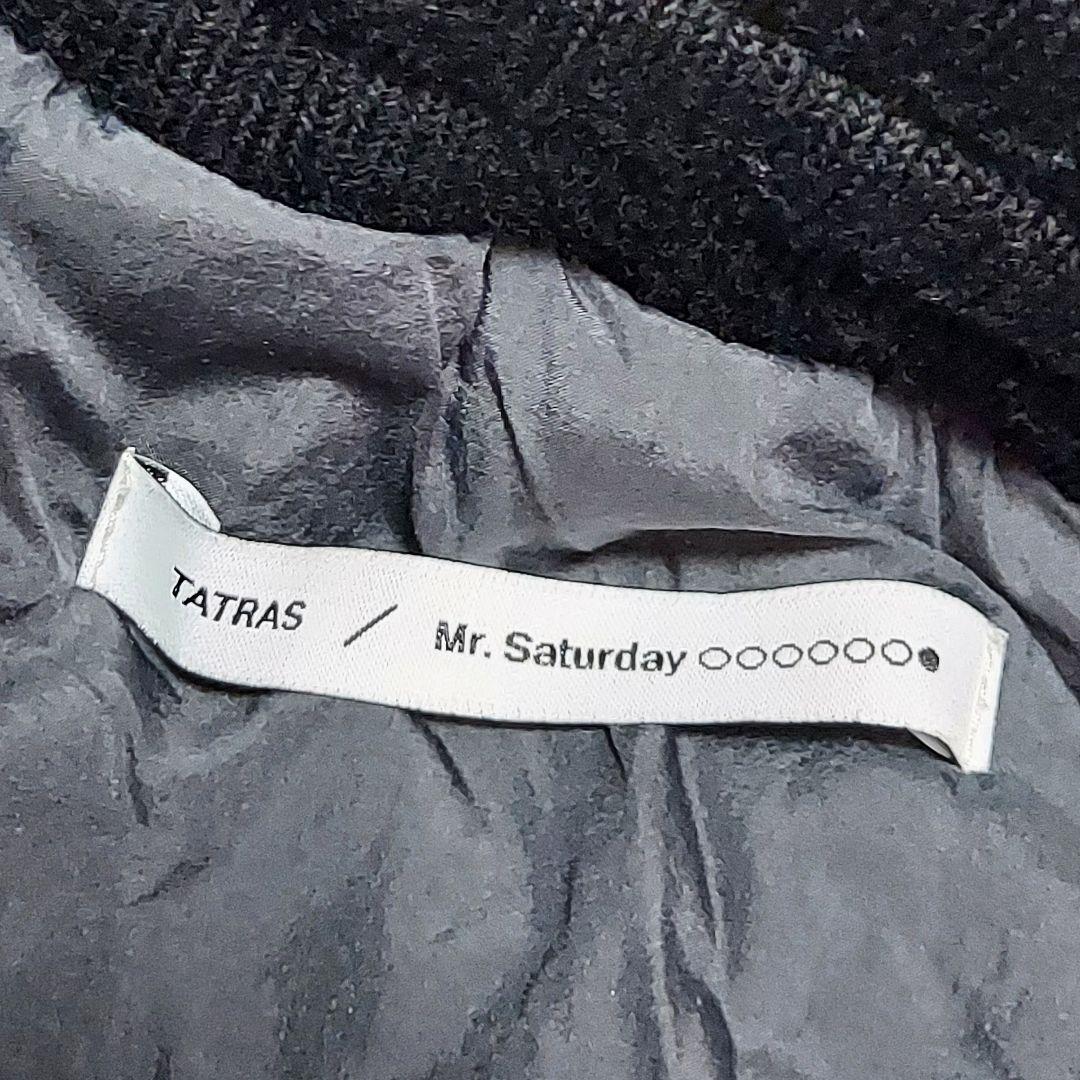 TATRAS / Mr. Saturday ○○○○○○●